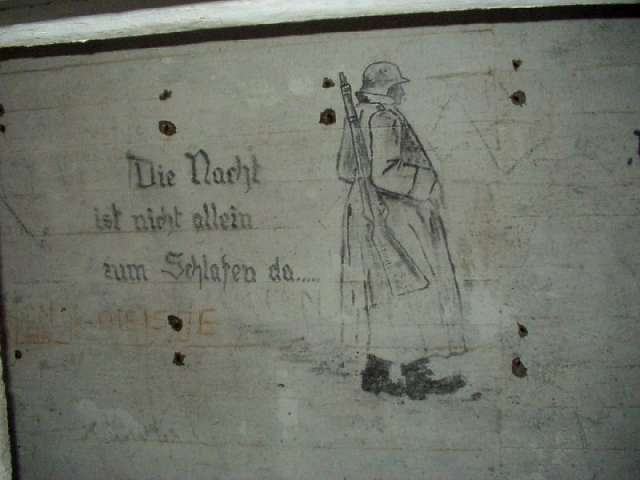 Die Nacht
ist nicht allein
zum Schlafen da.....